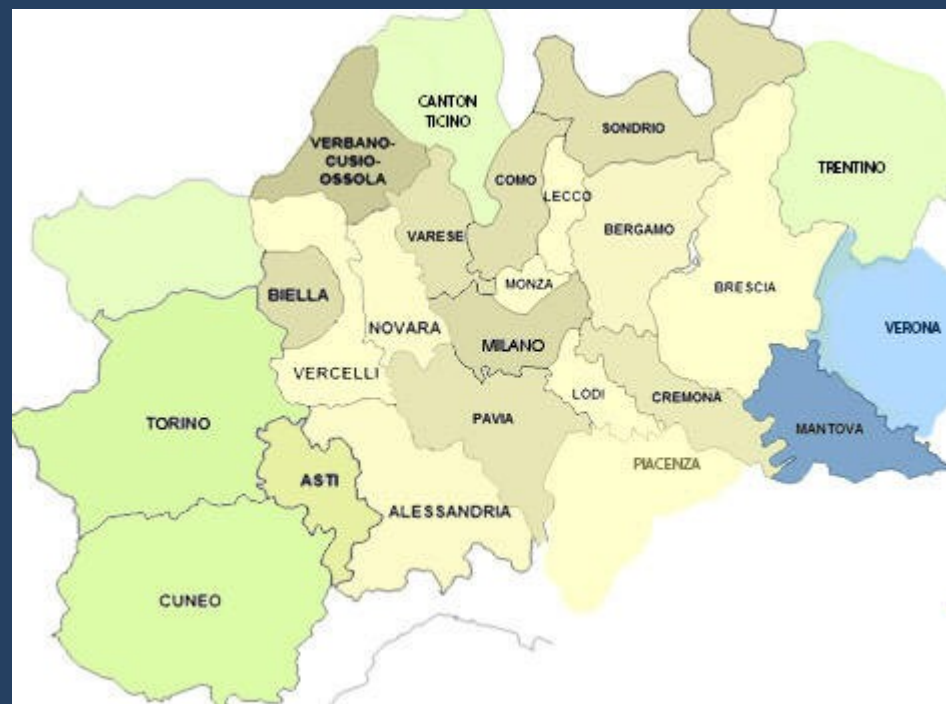 CANTON
TICINO
SONDRIO
VERBANO-
CUSIO-
OSSOLA
TRENTINO
COMO
LECCO
VARESE
BERGAMO
MONZA
BRESCIA
BIELLA
NOVARA
VERONA
MILANO
VERCELLI
LODI
CREMONA
TORINO
PAVIA
MANTOVA
PIACENZA
ASTI
ALESSANDRIA
CUNEO